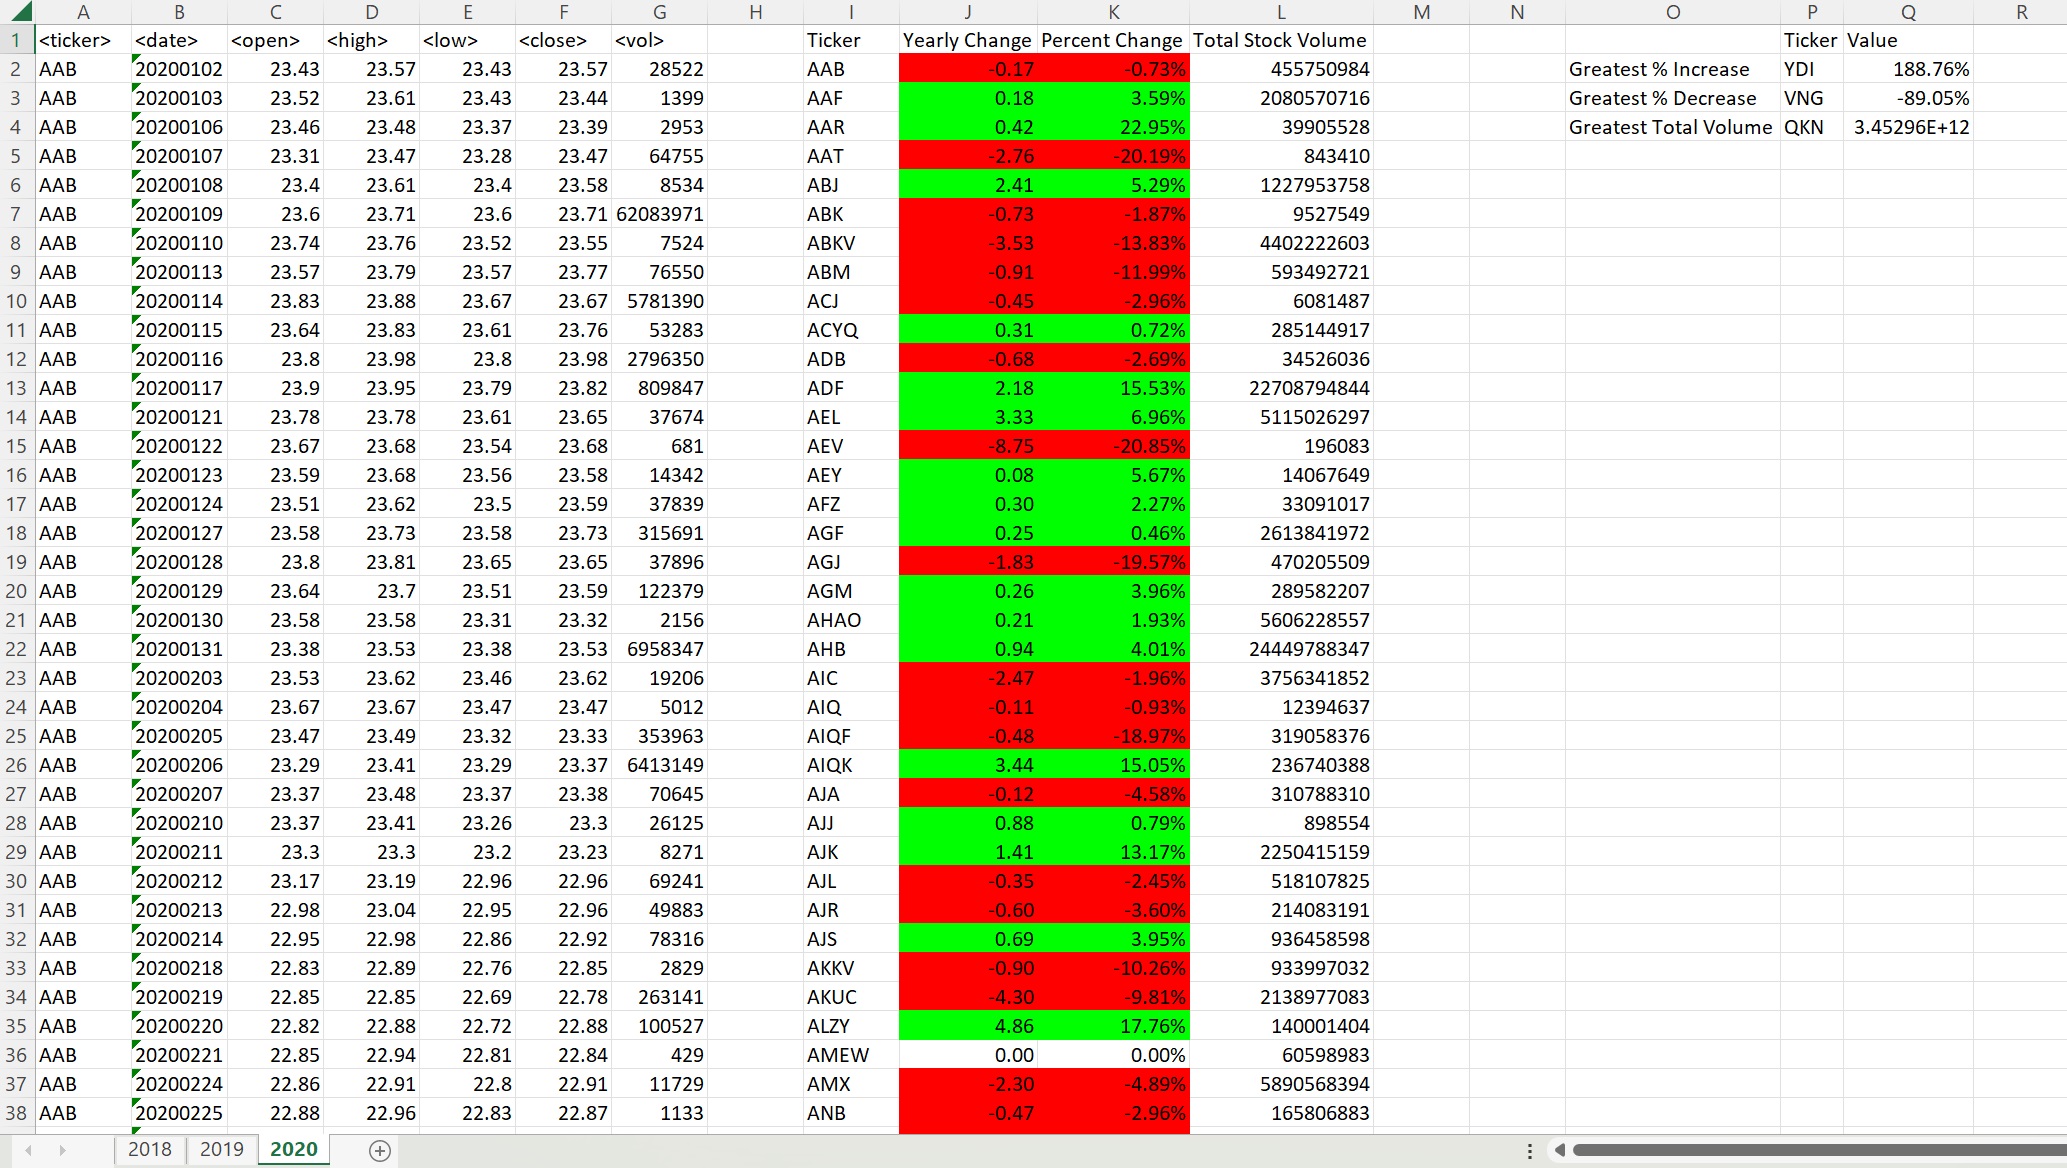 A B C D E F G H I J K L M N O P Q R
1 <ticker> <date> <open> <high> <low> <close> <vol> Ticker Yearly Change Percent Change Total Stock Volume Ticker Value
2 AAB 20200102 23.43 23.57 23.43 23.57 28522 AAB -0.17 -0.73% 455750984 Greatest % Increase YDI 188.76%
3 AAB 20200103 23.52 23.61 23.43 23.44 1399 AAF 0.18 3.59% 2080570716 Greatest % Decrease VNG -89.05%
4 AAB 20200106 23.46 23.48 23.37 23.39 2953 AAR 0.42 22.95% 39905528 Greatest Total Volume QKN 3.45296E+12
5 AAB 20200107 23.31 23.47 23.28 23.47 64755 AAT -2.76 -20.19% 843410
6 AAB 20200108 23.4 23.61 23.4 23.58 8534 ABJ 2.41 5.29% 1227953758
7 AAB 20200109 23.6 23.71 23.6 23.71 62083971 ABK -0.73 -1.87% 9527549
8 AAB 20200110 23.74 23.76 23.52 23.55 7524 ABKV -3.53 -13.83% 4402222603
9 AAB 20200113 23.57 23.79 23.57 23.77 76550 ABM -0.91 -11.99% 593492721
10 AAB 20200114 23.83 23.88 23.67 23.67 5781390 ACJ -0.45 -2.96% 6081487
11 AAB 20200115 23.64 23.83 23.61 23.76 53283 ACYQ 0.31 0.72% 285144917
12 AAB 20200116 23.8 23.98 23.8 23.98 2796350 ADB -0.68 -2.69% 34526036
13 AAB 20200117 23.9 23.95 23.79 23.82 809847 ADF 2.18 15.53% 22708794844
14 AAB 20200121 23.78 23.78 23.61 23.65 37674 AEL 3.33 6.96% 5115026297
15 AAB 20200122 23.67 23.68 23.54 23.68 681 AEV -8.75 -20.85% 196083
16 AAB 20200123 23.59 23.68 23.56 23.58 14342 AEY 0.08 5.67% 14067649
17 AAB 20200124 23.51 23.62 23.5 23.59 37839 AFZ 0.30 2.27% 33091017
18 AAB 20200127 23.58 23.73 23.58 23.73 315691 AGF 0.25 0.46% 2613841972
19 AAB 20200128 23.8 23.81 23.65 23.65 37896 AGJ -1.83 -19.57% 470205509
20 AAB 20200129 23.64 23.7 23.51 23.59 122379 AGM 0.26 3.96% 289582207
21 AAB 20200130 23.58 23.58 23.31 23.32 2156 AHAO 0.21 1.93% 5606228557
22 AAB 20200131 23.38 23.53 23.38 23.53 6958347 AHB 0.94 4.01% 24449788347
23 AAB 20200203 23.53 23.62 23.46 23.62 19206 AIC -2.47 -1.96% 3756341852
24 AAB 20200204 23.67 23.67 23.47 23.47 5012 AIQ -0.11 -0.93% 12394637
25 AAB 20200205 23.47 23.49 23.32 23.33 353963 AIQF -0.48 -18.97% 319058376
26 AAB 20200206 23.29 23.41 23.29 23.37 6413149 AIQK 3.44 15.05% 236740388
27 AAB 20200207 23.37 23.48 23.37 23.38 70645 AJA -0.12 -4.58% 310788310
28 AAB 20200210 23.37 23.41 23.26 23.3 26125 AJJ 0.88 0.79% 898554
29 AAB 20200211 23.3 23.3 23.2 23.23 8271 AJK 1.41 13.17% 2250415159
30 AAB 20200212 23.17 23.19 22.96 22.96 69241 AJL -0.35 -2.45% 518107825
31 AAB 20200213 22.98 23.04 22.95 22.96 49883 AJR -0.60 -3.60% 214083191
32 AAB 20200214 22.95 22.98 22.86 22.92 78316 AJS 0.69 3.95% 936458598
33 AAB 20200218 22.83 22.89 22.76 22.85 2829 AKKV -0.90 -10.26% 933997032
34 AAB 20200219 22.85 22.85 22.69 22.78 263141 AKUC -4.30 -9.81% 2138977083
35 AAB 20200220 22.82 22.88 22.72 22.88 100527 ALZY 4.86 17.76% 140001404
36 AAB 20200221 22.85 22.94 22.81 22.84 429 AMEW 0.00 0.00% 60598983
37 AAB 20200224 22.86 22.91 22.8 22.91 11729 AMX -2.30 -4.89% 5890568394
38 AAB 20200225 22.88 22.96 22.83 22.87 1133 ANB -0.47 -2.96% 165806883
2018 2019 2020